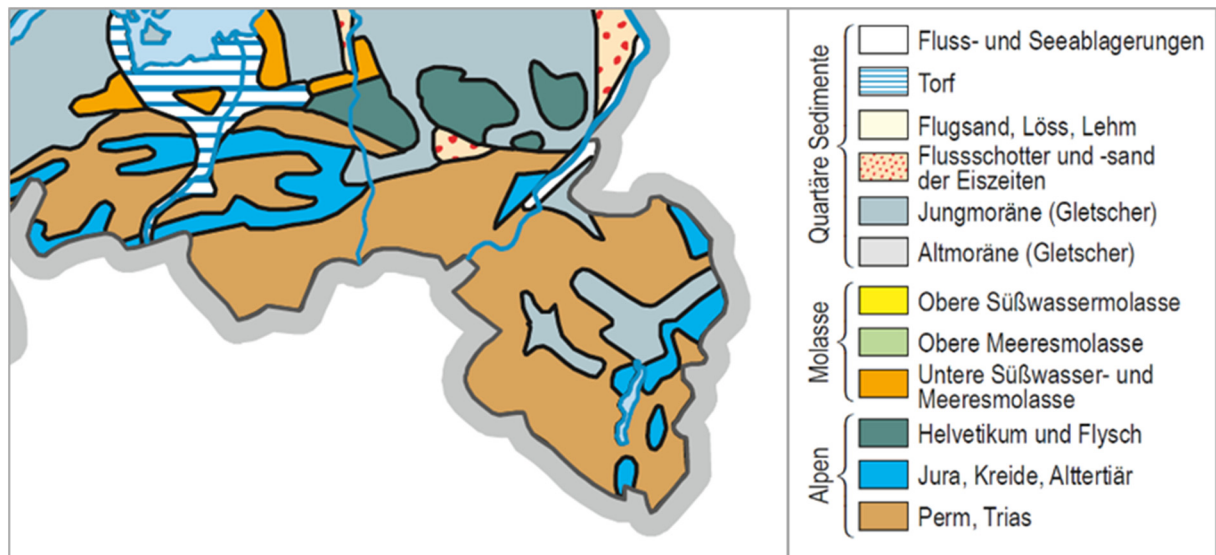 Quartäre Sedimente
Fluss- und Seeablagerungen
Torf
Flugsand, Löss, Lehm
Flussschotter und -sand
der Eiszeiten
Jungmoräne (Gletscher)
Altmoräne (Gletscher)
Molasse
Obere Süßwassermolasse
Obere Meeresmolasse
Untere Süßwasser- und
Meeresmolasse
Alpen
Helvetikum und Flysch
Jura, Kreide, Alttertiär
Perm, Trias